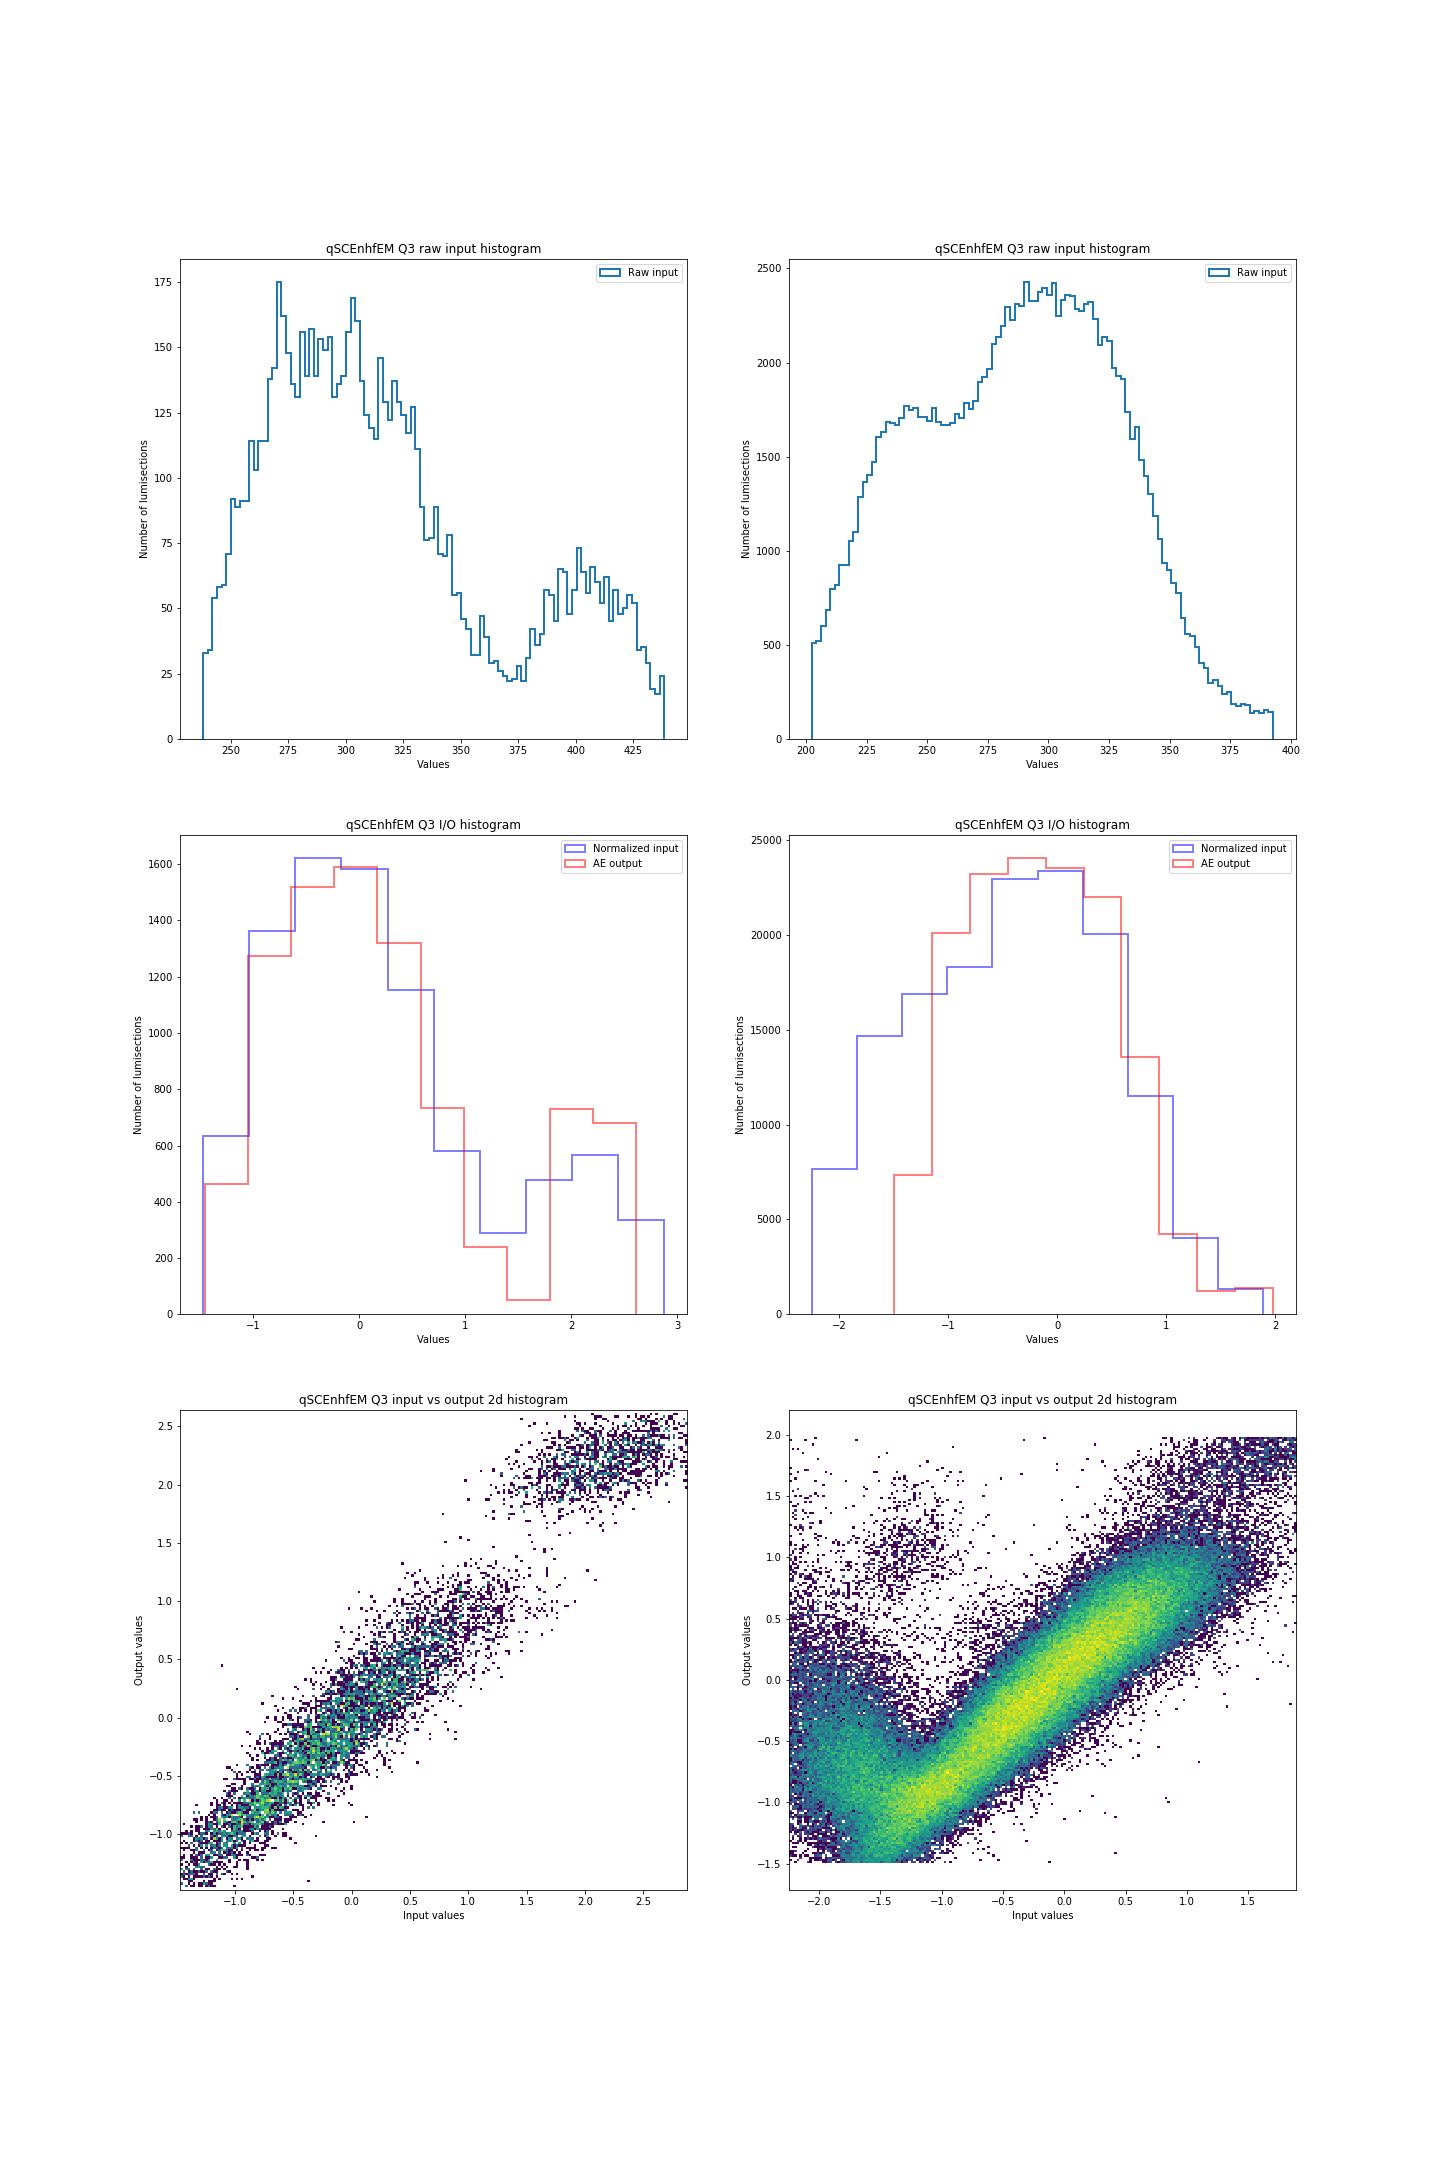 qSCEnhfEM Q3 raw input histogram
Raw input
Number of lumisections
175
150
125
100
75
50
25
0
250 275 300 325 350 375 400 425
Values
qSCEnhfEM Q3 raw input histogram
Raw input
Number of lumisections
2500
2000
1500
1000
500
0
200 225 250 275 300 325 350 375 400
Values
qSCEnhfEM Q3 I/O histogram
Normalized input
AE output
Number of lumisections
1600
1400
1200
1000
800
600
400
200
0
−1 0 1 2 3
Values
qSCEnhfEM Q3 I/O histogram
Normalized input
AE output
Number of lumisections
25000
20000
15000
10000
5000
0
−2 −1 0 1 2
Values
qSCEnhfEM Q3 input vs output 2d histogram
Output values
2.5
2.0
1.5
1.0
0.5
0.0
−0.5
−1.0
−1.0 −0.5 0.0 0.5 1.0 1.5 2.0 2.5
Input values
qSCEnhfEM Q3 input vs output 2d histogram
Output values
2.0
1.5
1.0
0.5
0.0
−0.5
−1.0
−1.5
−2.0 −1.5 −1.0 −0.5 0.0 0.5 1.0 1.5
Input values